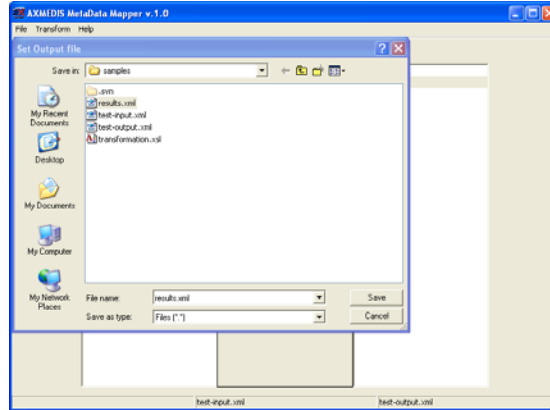 AXMEDIS MetaData Mapper v.1.0
File Transform Help
Set Output file
Save in: samples
.svn
results.xml
test-input.xml
test-output.xml
transformation.xsl
My Recent
Documents
Desktop
My Documents
My Computer
My Network
Places
File name: results.xml Save
Save as type: Files (*.*) Cancel
test-input.xml test-output.xml